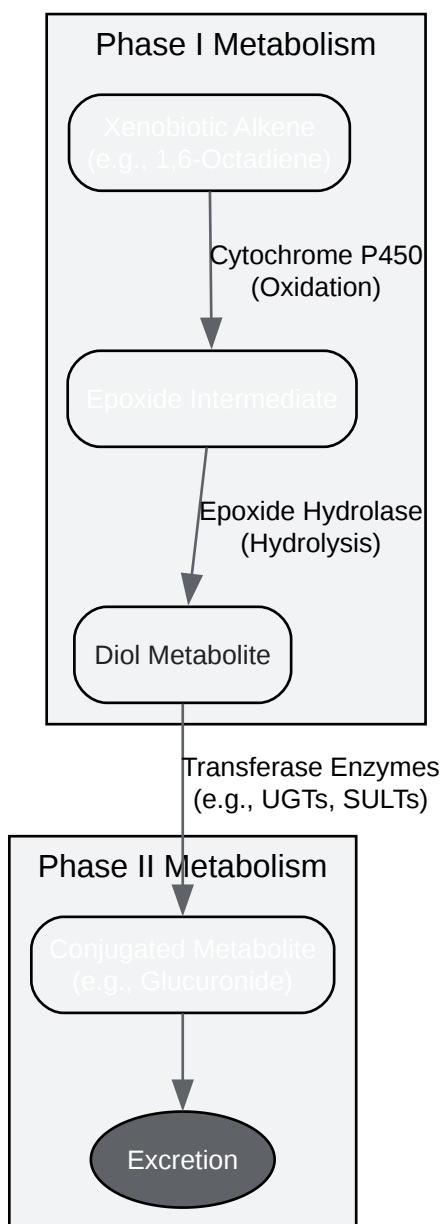 Phase I Metabolism
Xenobiotic Alkene
(e.g., 1,6-Octadiene)
Cytochrome P450
(Oxidation)
Epoxide Intermediate
Epoxide Hydrolase
(Hydrolysis)
Diol Metabolite
Transferase Enzymes
(e.g., UGTs, SULTs)
Phase II Metabolism
Conjugated Metabolite
(e.g., Glucuronide)
Excretion